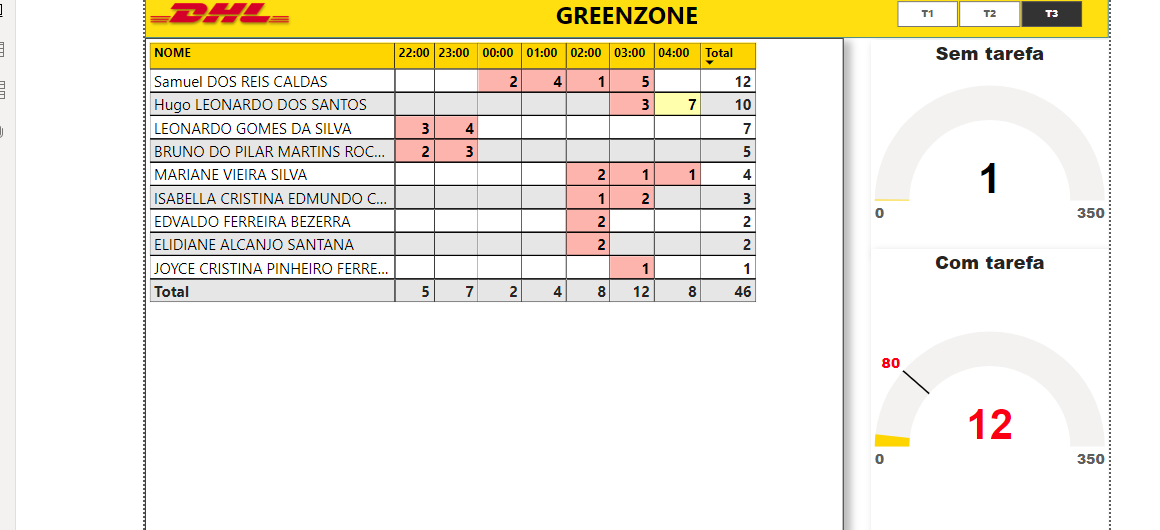 DHL
GREENZONE
T1 T2 T3
NOME 22:00 23:00 00:00 01:00 02:00 03:00 04:00 Total
Samuel DOS REIS CALDAS 2 4 1 5 12
Hugo LEONARDO DOS SANTOS 3 7 10
LEONARDO GOMES DA SILVA 3 4 7
BRUNO DO PILAR MARTINS ROC... 2 3 5
MARIANE VIEIRA SILVA 2 1 1 4
ISABELLA CRISTINA EDMUNDO C... 1 2 3
EDVALDO FERREIRA BEZERRA 2 2
ELIDIANE ALCANJO SANTANA 2 2
JOYCE CRISTINA PINHEIRO FERRE... 1 1
Total 5 7 2 4 8 12 8 46
Sem tarefa
1
0 350
Com tarefa
80
12
0 350